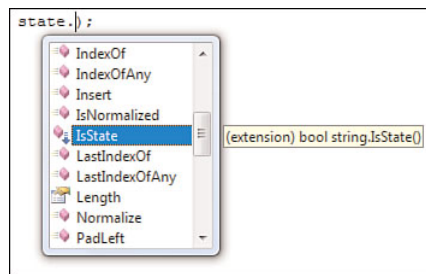 state.);
IndexOf
IndexOfAny
Insert
IsNormalized
IsState
(extension) bool string.IsState()
LastIndexOf
LastIndexOfAny
Length
Normalize
PadLeft